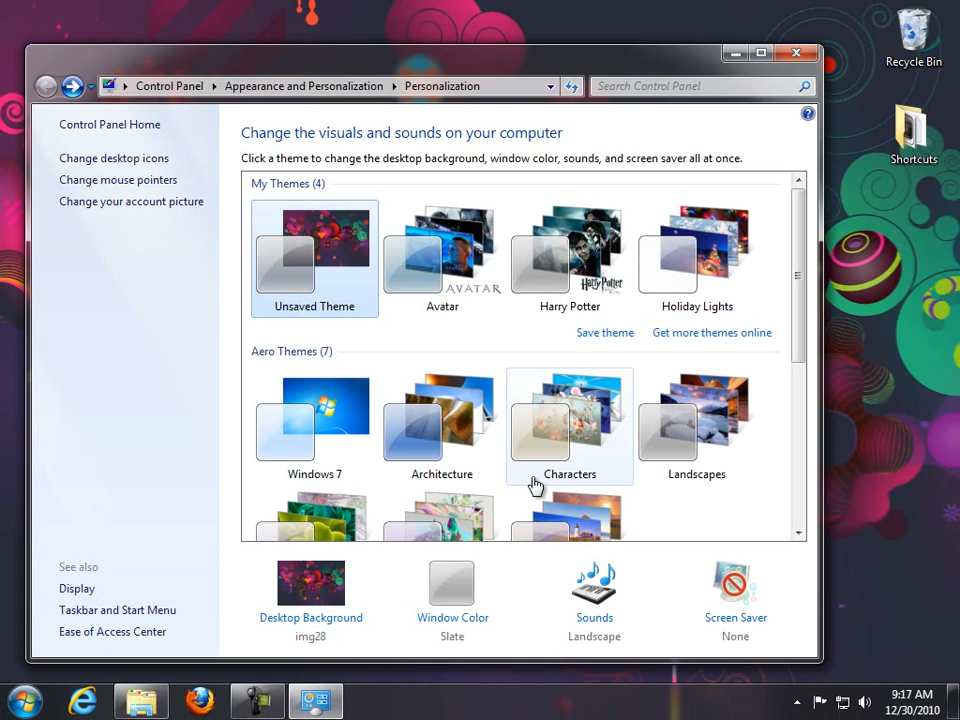 Recycle Bin
Shortcuts
Control Panel
Appearance and Personalization
Personalization
Search Control Panel
Control Panel Home
Change desktop icons
Change mouse pointers
Change your account picture
Change the visuals and sounds on your computer
Click a theme to change the desktop background, window color, sounds, and screen saver all at once.
My Themes (4)
Unsaved Theme
AVATAR
Avatar
Harry Potter
Harry Potter
Holiday Lights
Save theme
Get more themes online
Aero Themes (7)
Windows 7
Architecture
Characters
Landscapes
See also
Display
Taskbar and Start Menu
Ease of Access Center
Desktop Background
img28
Window Color
Slate
Sounds
Landscape
Screen Saver
None
9:17 AM
12/30/2010